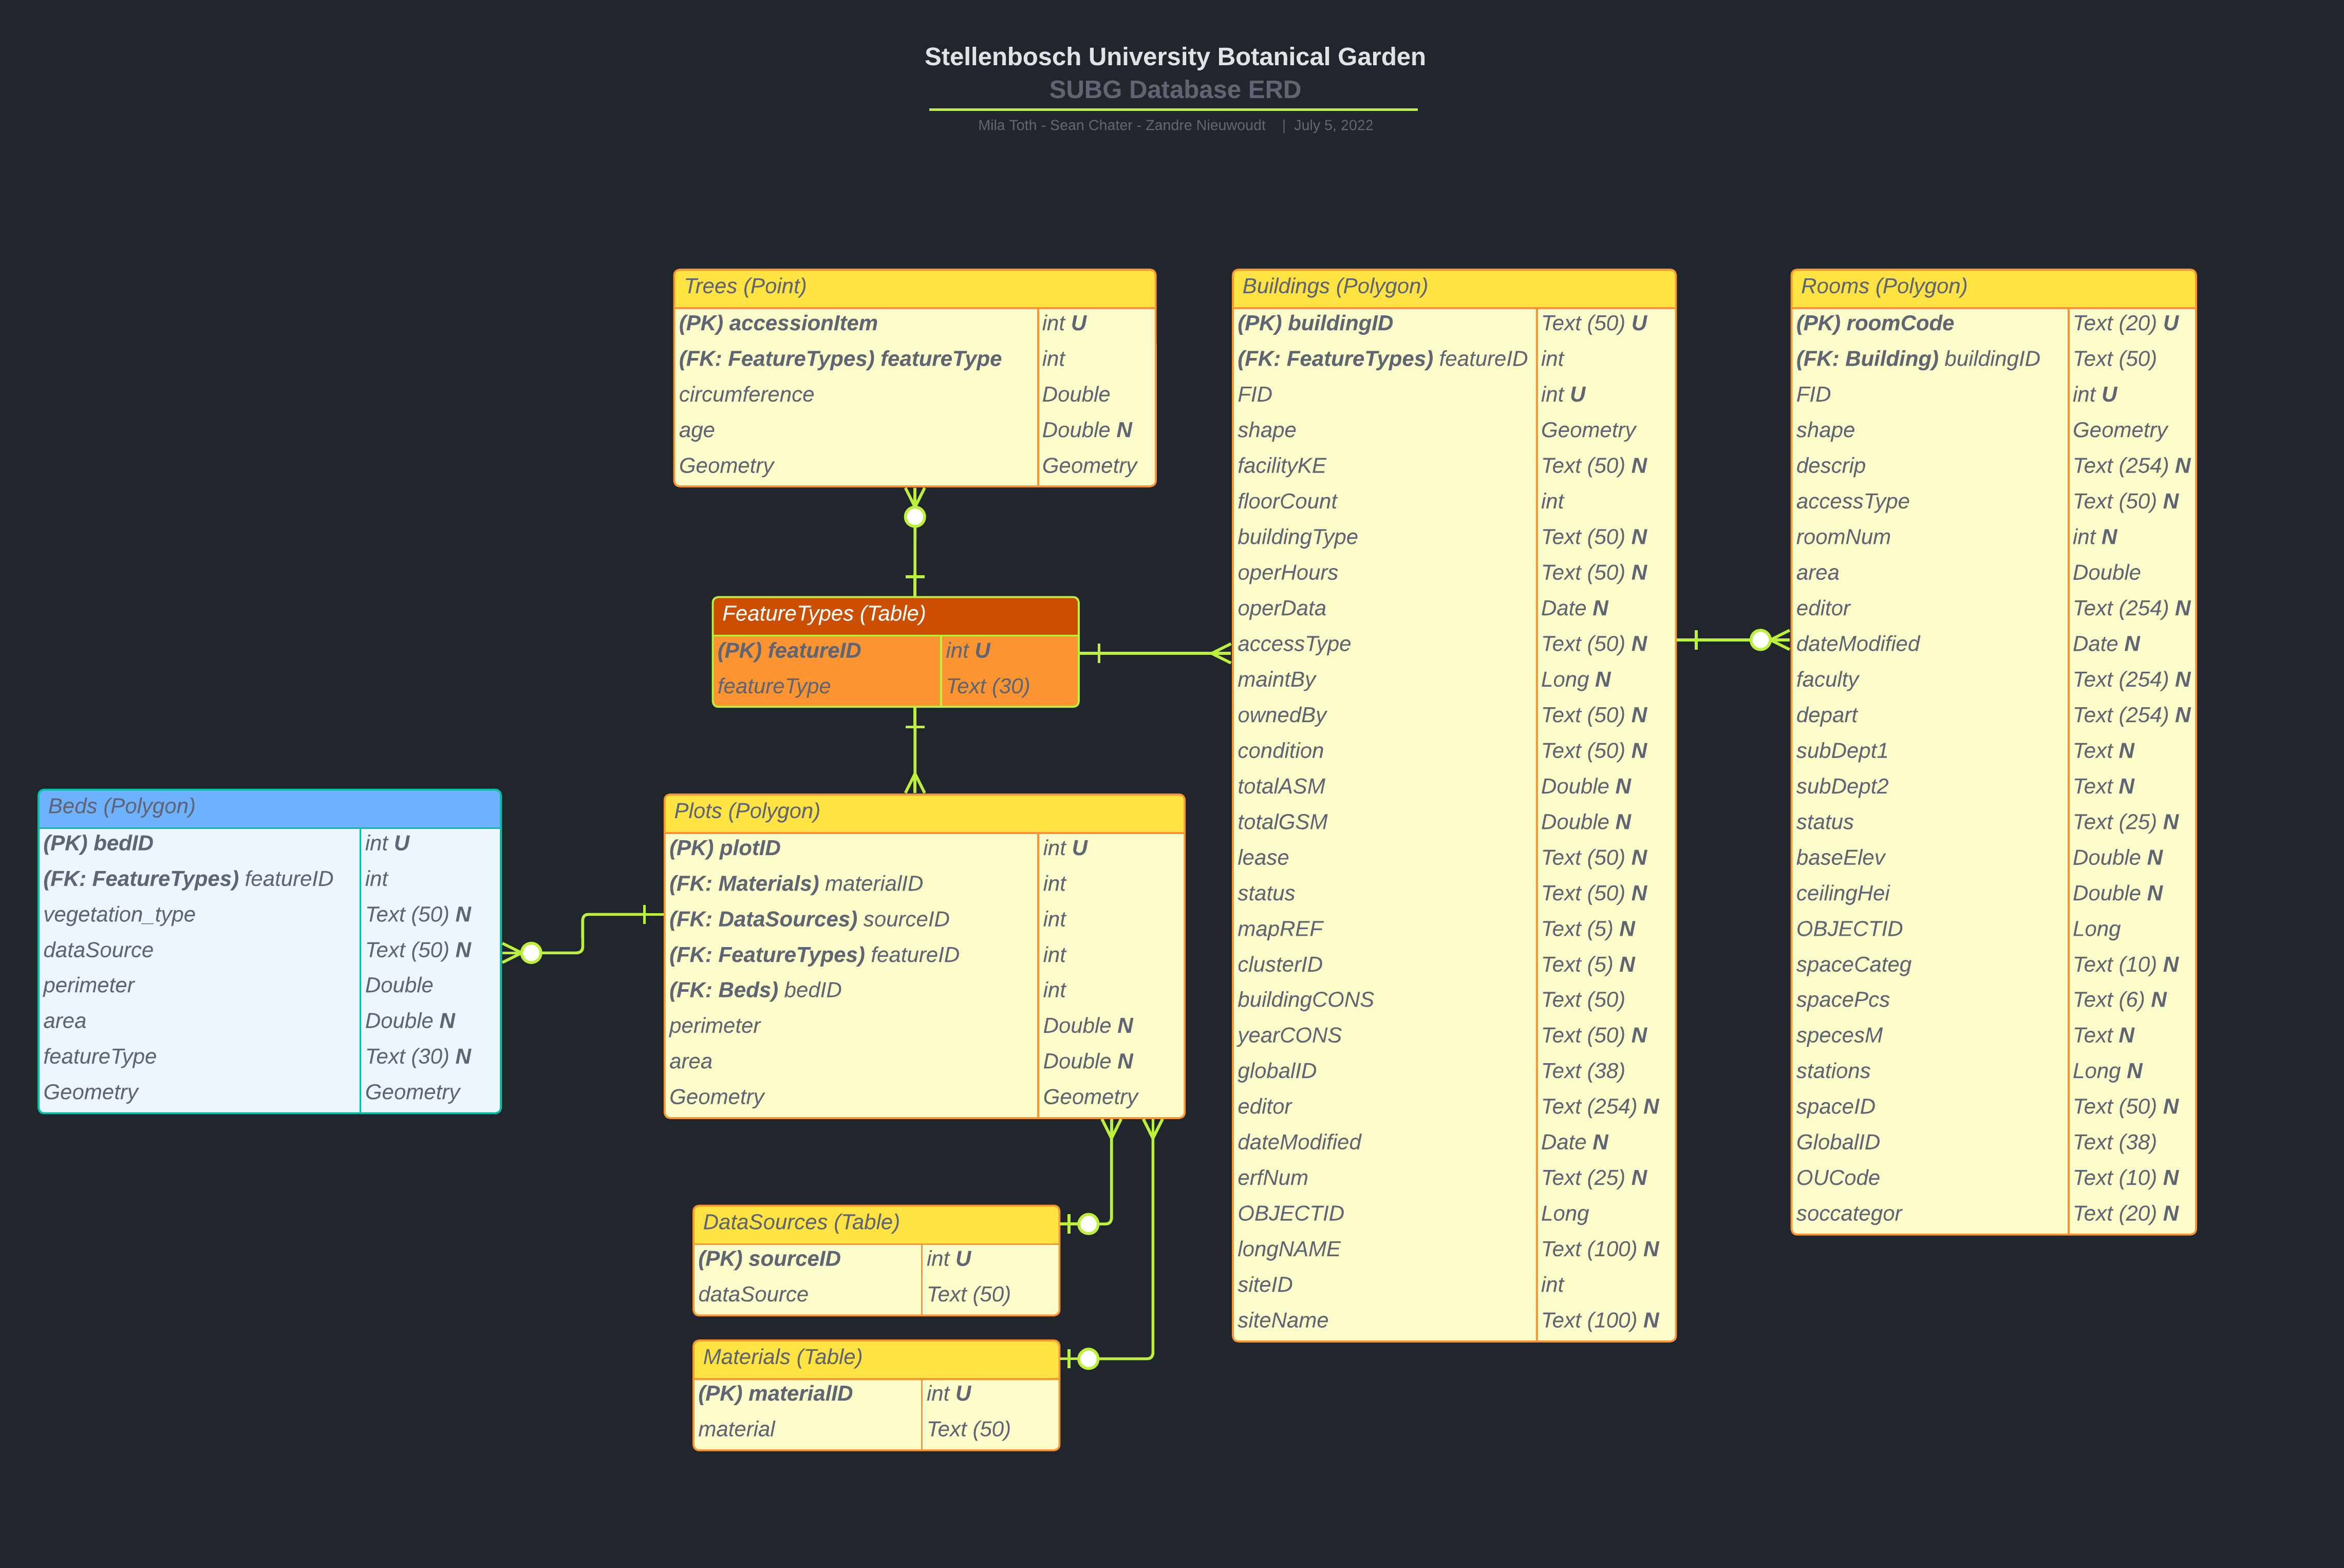 Stellenbosch University Botanical Garden
SUBG Database ERD
Mila Toth - Sean Chater - Zandre Nieuwoudt | July 5, 2022
Trees (Point)
(PK) accessionItem int U
(FK: FeatureTypes) featureType int
circumference Double
age Double N
Geometry Geometry
FeatureTypes (Table)
(PK) featureID int U
featureType Text (30)
Beds (Polygon)
(PK) bedID int U
(FK: FeatureTypes) featureID int
vegetation_type Text (50) N
dataSource Text (50) N
perimeter Double
area Double N
featureType Text (30) N
Geometry Geometry
Plots (Polygon)
(PK) plotID int U
(FK: Materials) materialID int
(FK: DataSources) sourceID int
(FK: FeatureTypes) featureID int
(FK: Beds) bedID int
perimeter Double N
area Double N
Geometry Geometry
DataSources (Table)
(PK) sourceID int U
dataSource Text (50)
Materials (Table)
(PK) materialID int U
material Text (50)
Buildings (Polygon)
(PK) buildingID Text (50) U
(FK: FeatureTypes) featureID int
FID int U
shape Geometry
facilityKE Text (50) N
floorCount int
buildingType Text (50) N
operHours Text (50) N
operData Date N
accessType Text (50) N
maintBy Long N
ownedBy Text (50) N
condition Text (50) N
totalASM Double N
totalGSM Double N
lease Text (50) N
status Text (50) N
mapREF Text (5) N
clusterID Text (5) N
buildingCONS Text (50)
yearCONS Text (50) N
globalID Text (38)
editor Text (254) N
dateModified Date N
erfNum Text (25) N
OBJECTID Long
longNAME Text (100) N
siteID int
siteName Text (100) N
Rooms (Polygon)
(PK) roomCode Text (20) U
(FK: Building) buildingID Text (50)
FID int U
shape Geometry
descrip Text (254) N
accessType Text (50) N
roomNum int N
area Double
editor Text (254) N
dateModified Date N
faculty Text (254) N
depart Text (254) N
subDept1 Text N
subDept2 Text N
status Text (25) N
baseElev Double N
ceilingHei Double N
OBJECTID Long
spaceCateg Text (10) N
spacePcs Text (6) N
specesM Text N
stations Long N
spaceID Text (50) N
GlobalID Text (38)
OUCode Text (10) N
soccategor Text (20) N